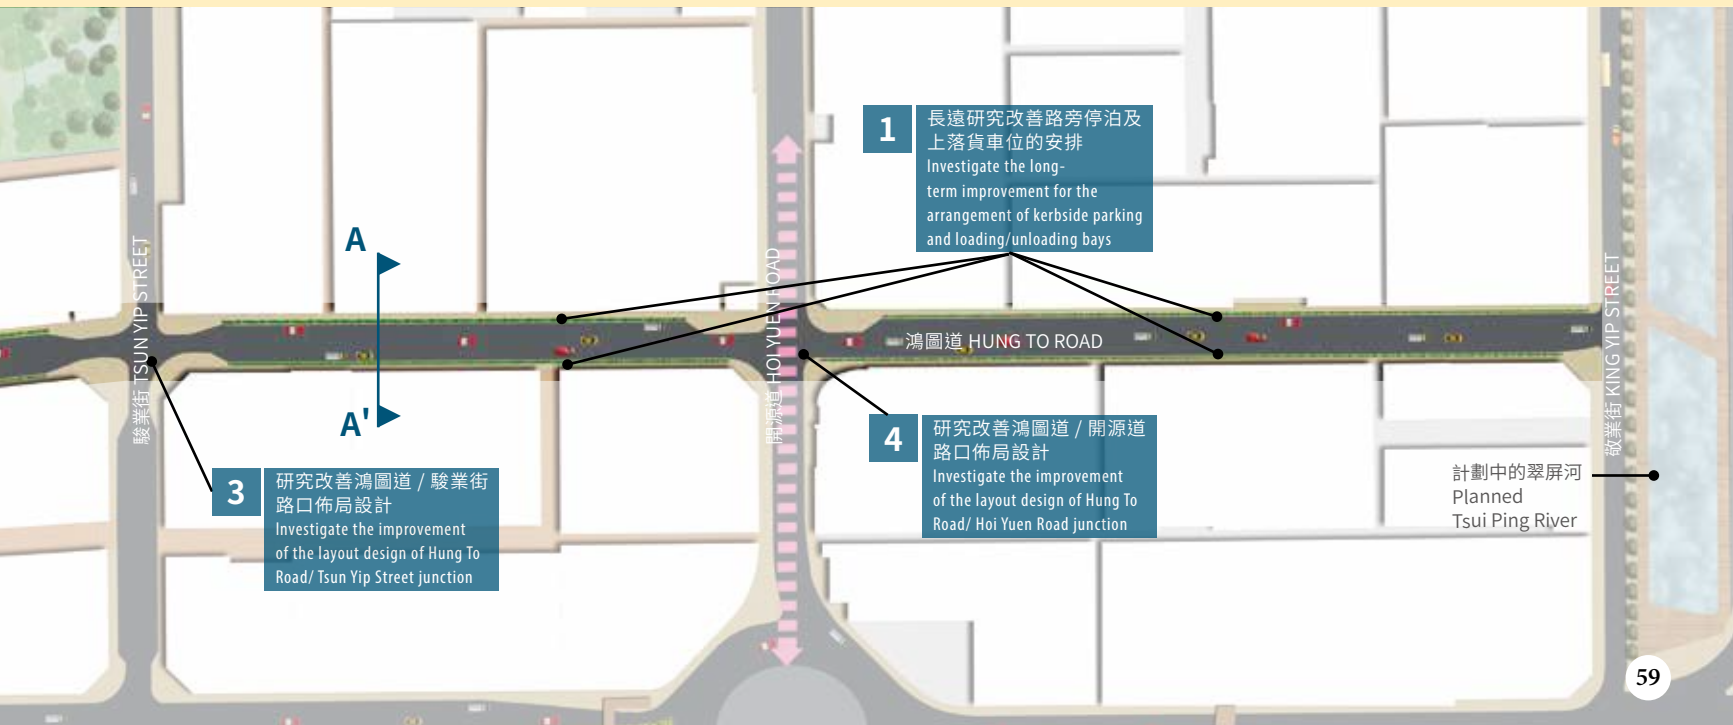 1
長遠研究改善路旁停泊及
上落貨車位的安排
Investigate the long-
term improvement for the
arrangement of kerbside parking
and loading/unloading bays
A
A'
駿業街 TSUN YIP STREET
開源道 HOI YUEN ROAD
鴻圖道 HUNG TO ROAD
敬業街 KING YIP STREET
3
研究改善鴻圖道 / 駿業街
路口佈局設計
Investigate the improvement
of the layout design of Hung To
Road/ Tsun Yip Street junction
4
研究改善鴻圖道 / 開源道
路口佈局設計
Investigate the improvement
of the layout design of Hung To
Road/ Hoi Yuen Road junction
計劃中的翠屏河
Planned
Tsui Ping River
59